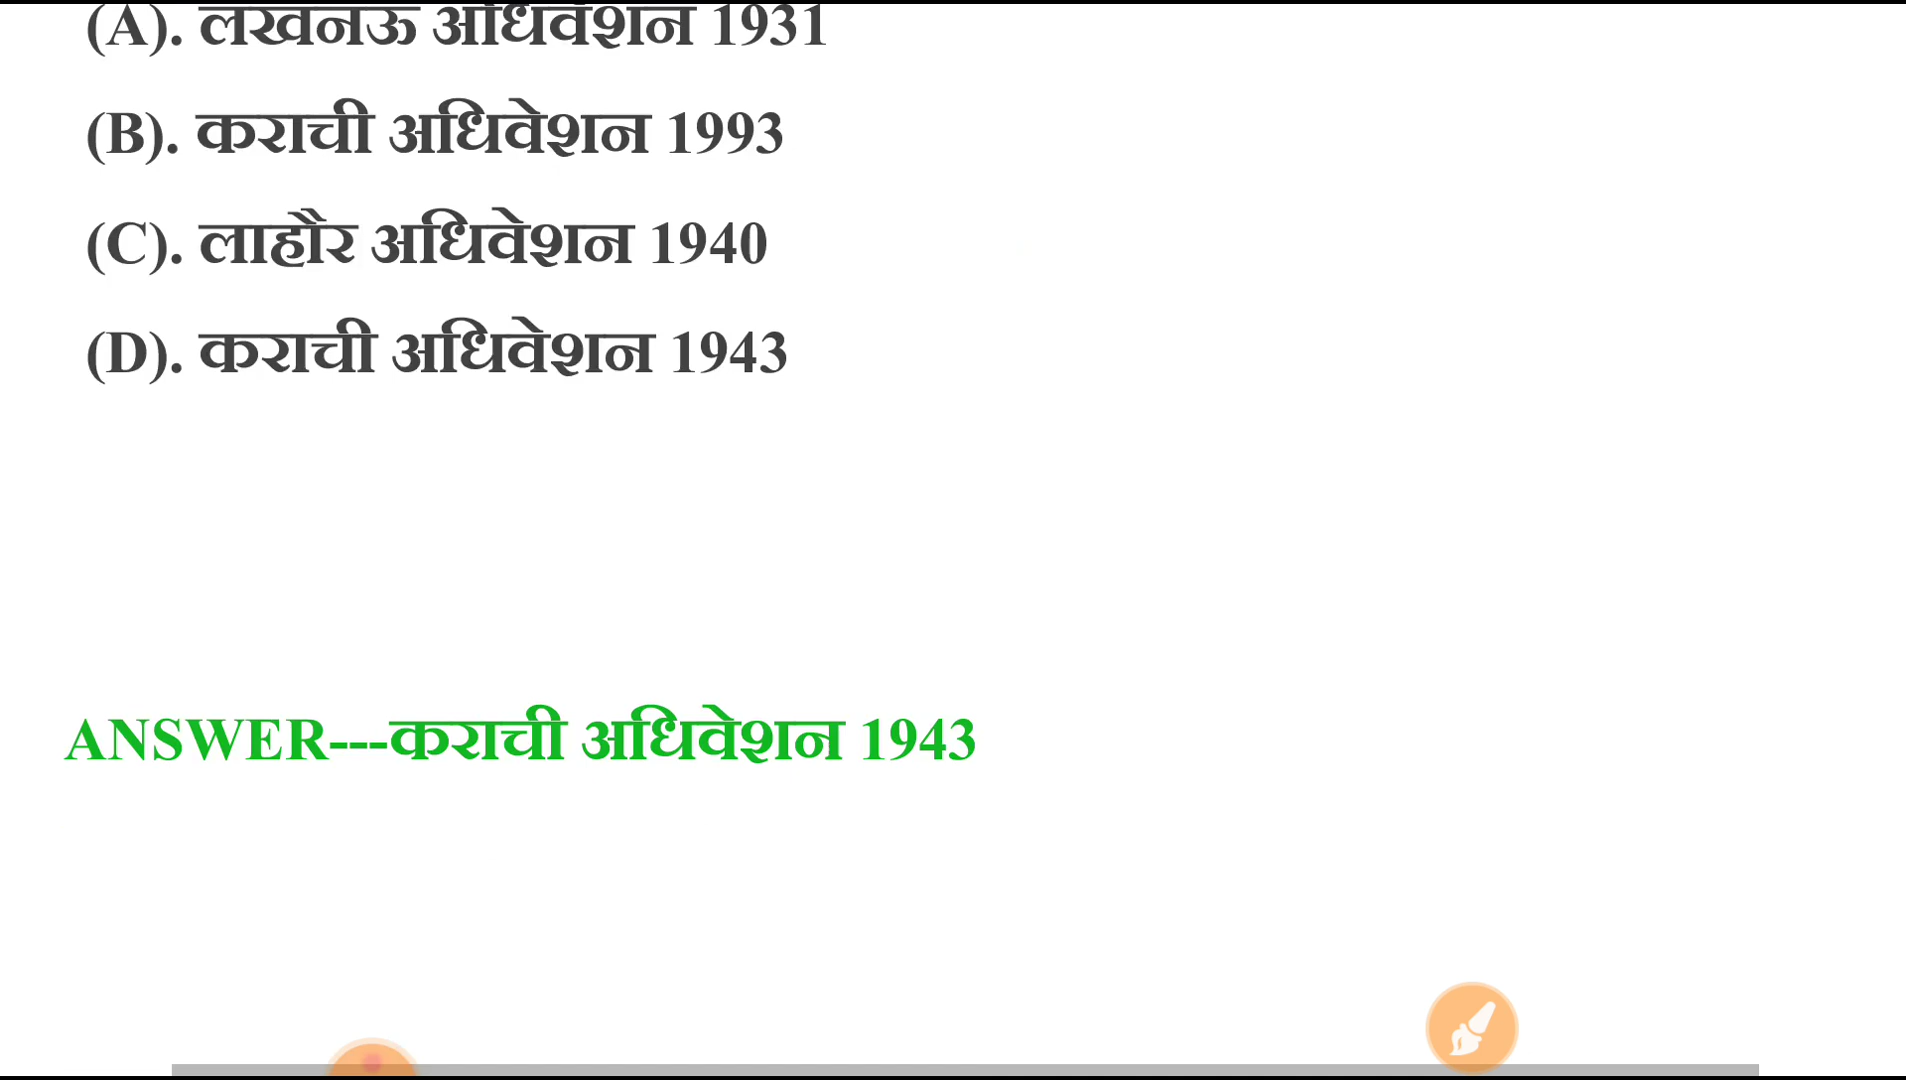 (A). लखनऊ अधिवेशन 1931
(B). कराची अधिवेशन 1993
(C). लाहौर अधिवेशन 1940
(D). कराची अधिवेशन 1943
ANSWER---कराची अधिवेशन 1943